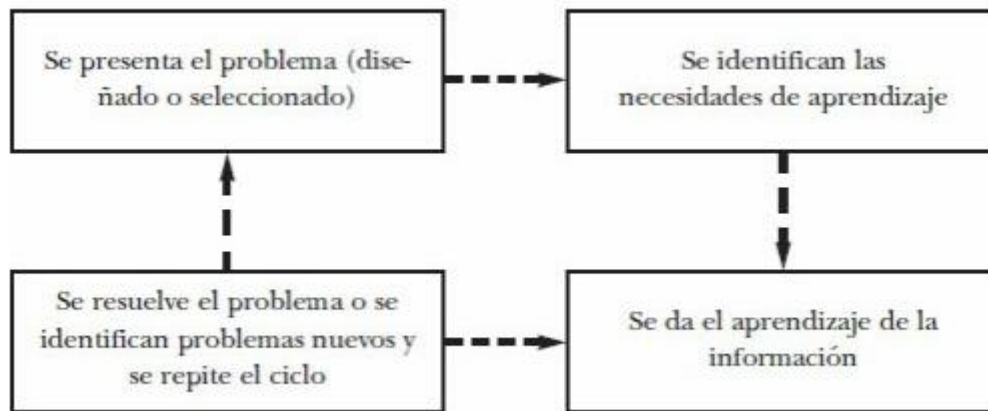 Se presenta el problema (dise-
ñado o seleccionado)
Se identifican las
necesidades de aprendizaje
Se resuelve el problema o se
identifican problemas nuevos y
se repite el ciclo
Se da el aprendizaje de la
información